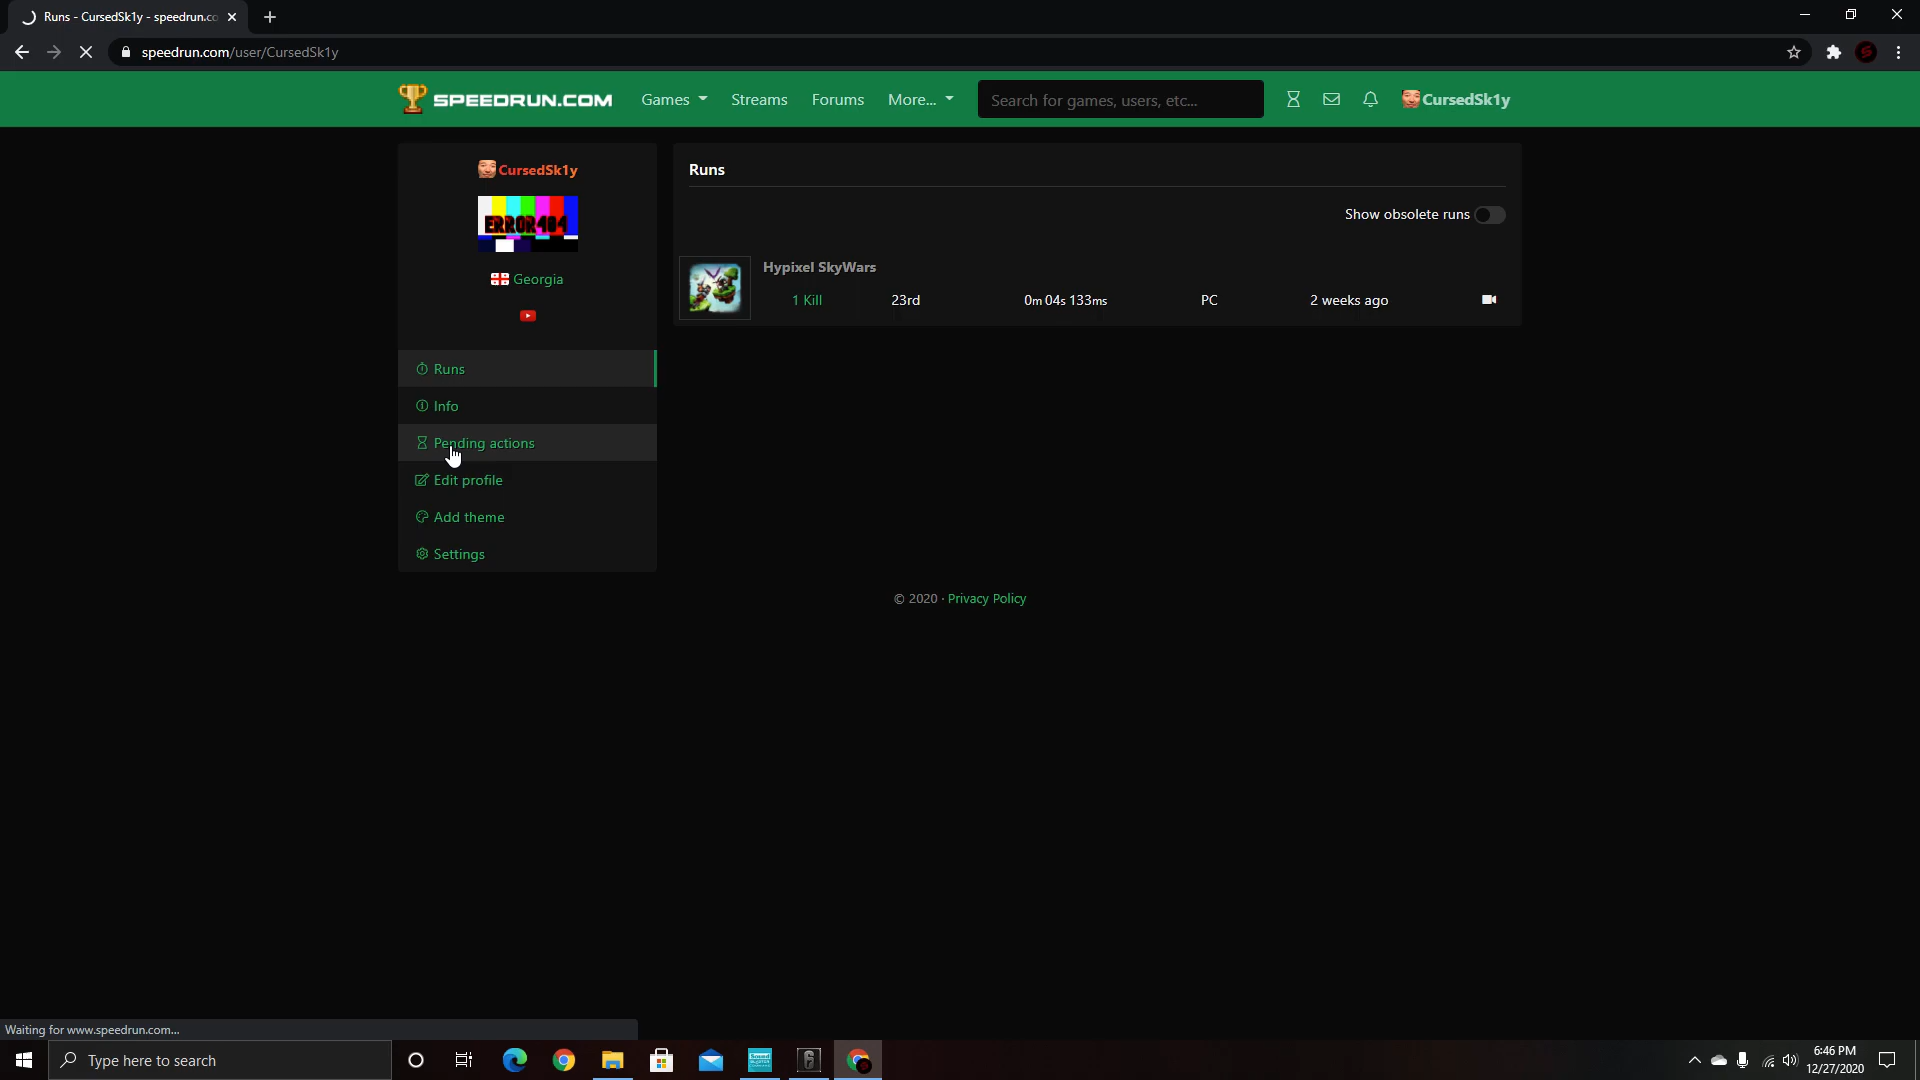 Runs - CursedSk1y - speedrun.co
speedrun.com/user/CursedSk1y
SPEEDRUN.COM
Games
Streams
Forums
More...
Search for games, users, etc...
CursedSk1y
CursedSk1y
ERROR404
Georgia
Runs
Info
Pending actions
Edit profile
Add theme
Settings
Runs
Show obsolete runs
Hypixel SkyWars
1 Kill 23rd 0m 04s 133ms PC 2 weeks ago
© 2020 · Privacy Policy
Waiting for www.speedrun.com...
Type here to search
6:46 PM
12/27/2020